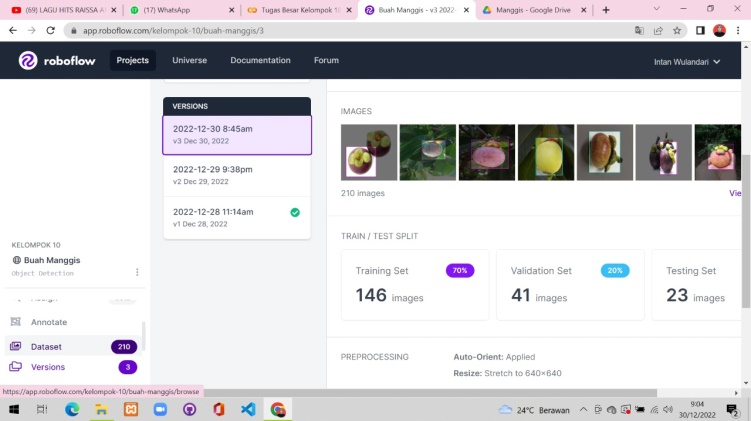 (69) LAGU HITS RAISSA A
(17) WhatsApp
Tugas Besar Kelompok 10
Buah Manggis - v3 2022-
Manggis - Google Drive
app.roboflow.com/kelompok-10/buah-manggis/3
roboflow
Projects
Universe
Documentation
Forum
Intan Wulandari
VERSIONS
2022-12-30 8:45am
v3 Dec 30, 2022
2022-12-29 9:38pm
v2 Dec 29, 2022
2022-12-28 11:14am
v1 Dec 28, 2022
KELOMPOK 10
Buah Manggis
Object Detection
Assign
Annotate
Dataset
210
Versions
3
IMAGES
210 images
Vie
TRAIN / TEST SPLIT
Training Set
70%
146 images
Validation Set
20%
41 images
Testing Set
23 images
PREPROCESSING
Auto-Orient: Applied
Resize: Stretch to 640×640
https://app.roboflow.com/kelompok-10/buah-manggis/browse
24°C Berawan
9:04
30/12/2022
2